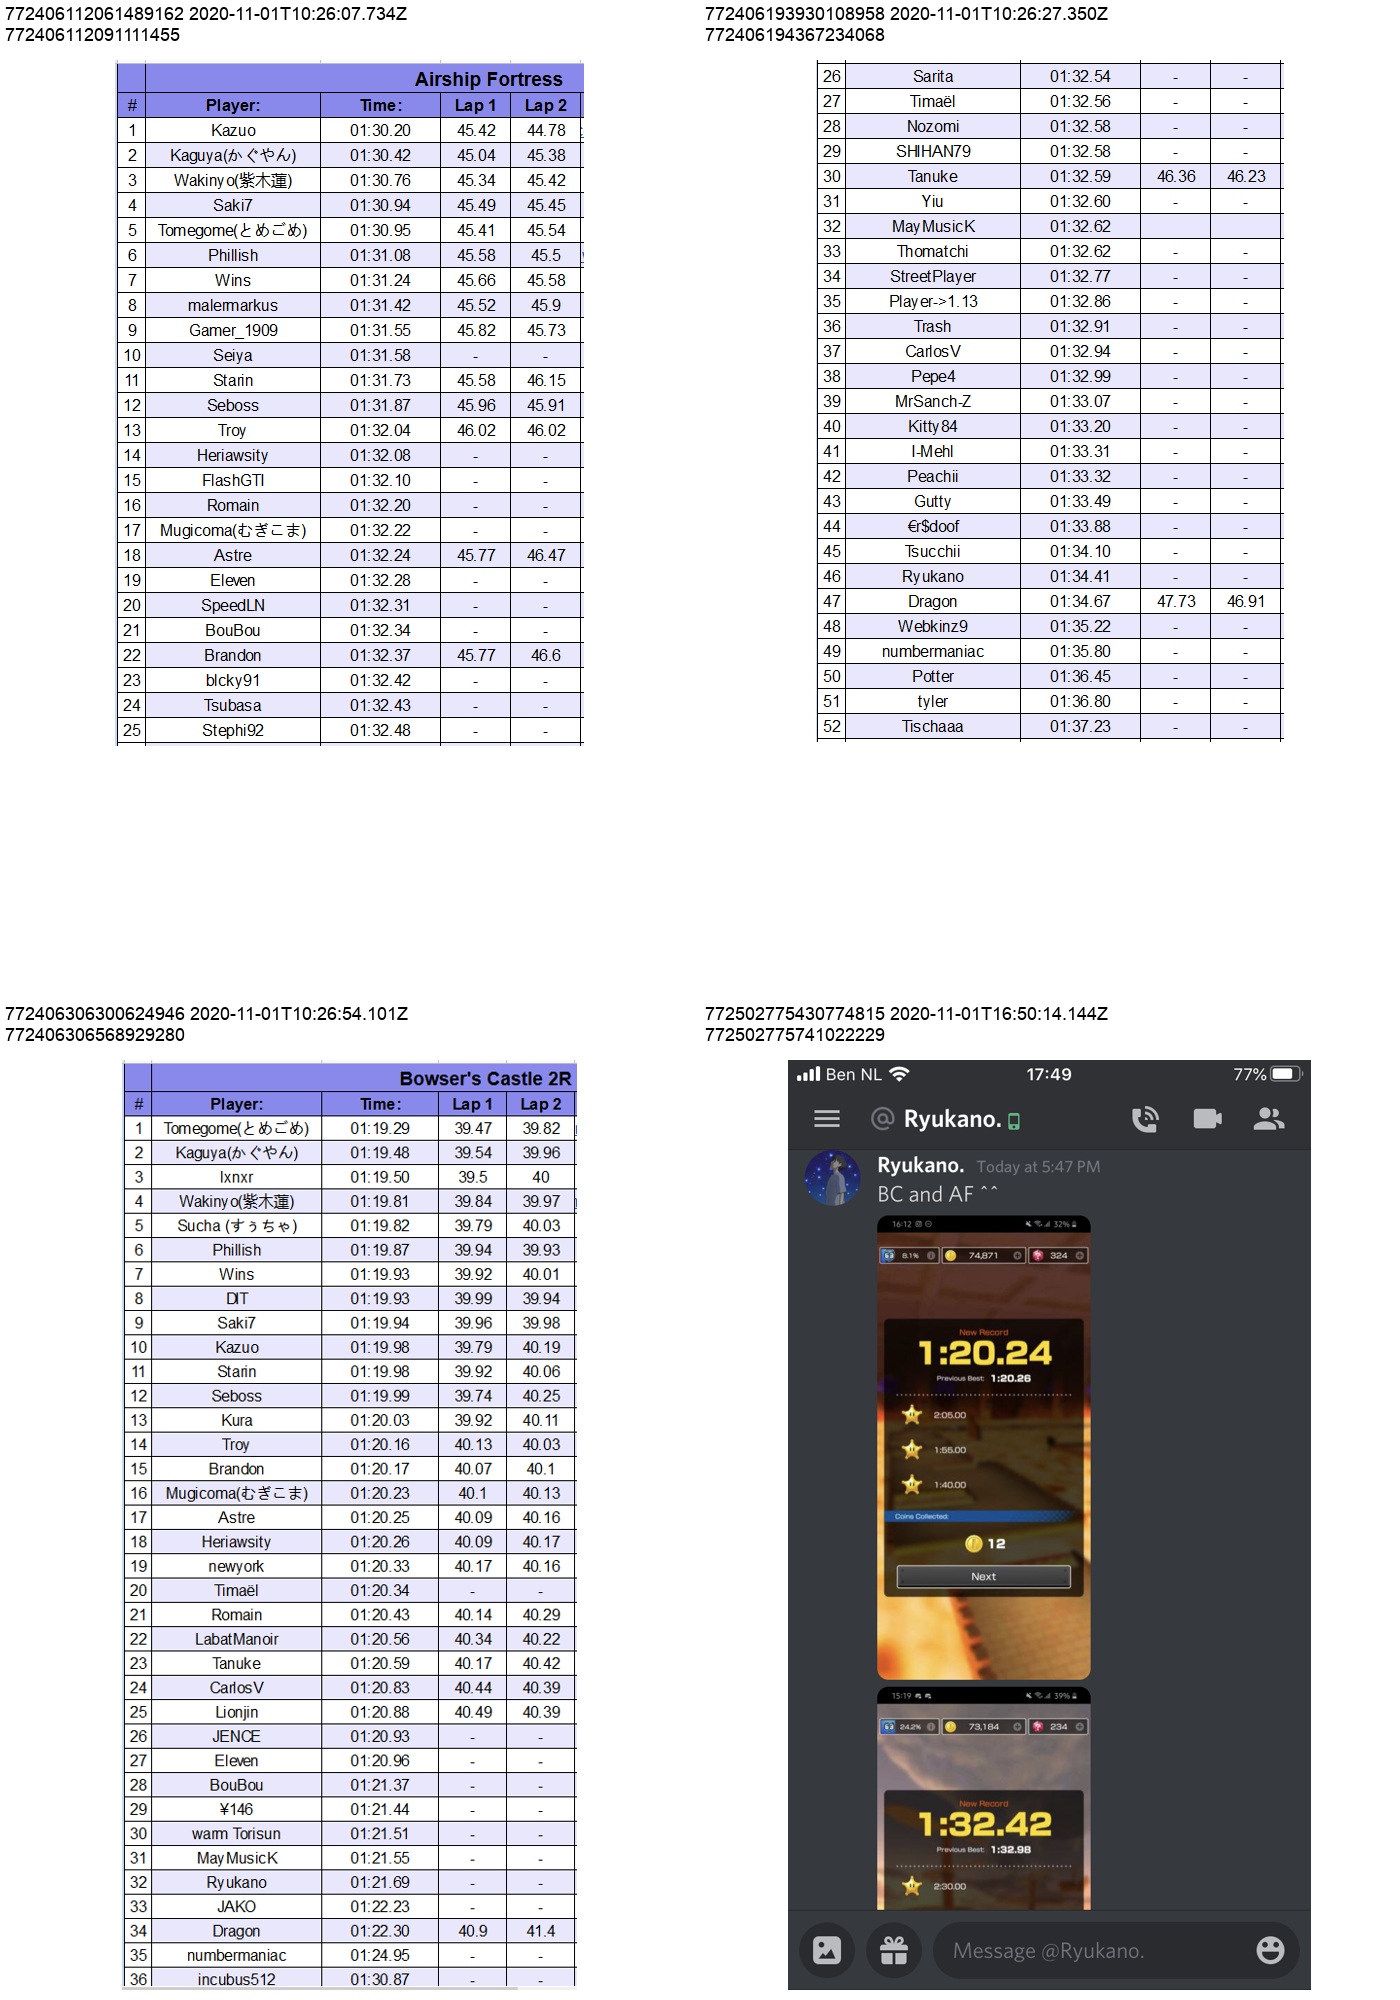 772406112061489162 2020-11-01T10:26:07.734Z
772406112091111455
Airship Fortress
# Player: Time: Lap 1 Lap 2
1 Kazuo 01:30.20 45.42 44.78
2 Kaguya(かぐやん) 01:30.42 45.04 45.38
3 Wakinyo(紫木蓮) 01:30.76 45.34 45.42
4 Saki7 01:30.94 45.49 45.45
5 Tomegome(とめごめ) 01:30.95 45.41 45.54
6 Phillish 01:31.08 45.58 45.5
7 Wins 01:31.24 45.66 45.58
8 malermarkus 01:31.42 45.52 45.9
9 Gamer_1909 01:31.55 45.82 45.73
10 Seiya 01:31.58 - -
11 Starin 01:31.73 45.58 46.15
12 Seboss 01:31.87 45.96 45.91
13 Troy 01:32.04 46.02 46.02
14 Heriawsity 01:32.08 - -
15 FlashGTI 01:32.10 - -
16 Romain 01:32.20 - -
17 Mugicoma(むぎこま) 01:32.22 - -
18 Astre 01:32.24 45.77 46.47
19 Eleven 01:32.28 - -
20 SpeedLN 01:32.31 - -
21 BouBou 01:32.34 - -
22 Brandon 01:32.37 45.77 46.6
23 blcky91 01:32.42 - -
24 Tsubasa 01:32.43 - -
25 Stephi92 01:32.48 - -
772406193930108958 2020-11-01T10:26:27.350Z
772406194367234068
26 Sarita 01:32.54 - -
27 Timaël 01:32.56 - -
28 Nozomi 01:32.58 - -
29 SHIHAN79 01:32.58 - -
30 Tanuke 01:32.59 46.36 46.23
31 Yiu 01:32.60 - -
32 MayMusicK 01:32.62
33 Thomatchi 01:32.62 - -
34 StreetPlayer 01:32.77 - -
35 Player->1.13 01:32.86 - -
36 Trash 01:32.91 - -
37 CarlosV 01:32.94 - -
38 Pepe4 01:32.99 - -
39 MrSanch-Z 01:33.07 - -
40 Kitty84 01:33.20 - -
41 I-Mehl 01:33.31 - -
42 Peachii 01:33.32 - -
43 Gutty 01:33.49 - -
44 €r$doof 01:33.88 - -
45 Tsucchii 01:34.10 - -
46 Ryukano 01:34.41 - -
47 Dragon 01:34.67 47.73 46.91
48 Webkinz9 01:35.22 - -
49 numbermaniac 01:35.80 - -
50 Potter 01:36.45 - -
51 tyler 01:36.80 - -
52 Tischaaa 01:37.23 - -
772406306300624946 2020-11-01T10:26:54.101Z
772406306568929280
Bowser's Castle 2R
# Player: Time: Lap 1 Lap 2
1 Tomegome(とめごめ) 01:19.29 39.47 39.82
2 Kaguya(かぐやん) 01:19.48 39.54 39.96
3 lxnxr 01:19.50 39.5 40
4 Wakinyo(紫木蓮) 01:19.81 39.84 39.97
5 Sucha (すぅちゃ) 01:19.82 39.79 40.03
6 Phillish 01:19.87 39.94 39.93
7 Wins 01:19.93 39.92 40.01
8 DIT 01:19.93 39.99 39.94
9 Saki7 01:19.94 39.96 39.98
10 Kazuo 01:19.98 39.79 40.19
11 Starin 01:19.98 39.92 40.06
12 Seboss 01:19.99 39.74 40.25
13 Kura 01:20.03 39.92 40.11
14 Troy 01:20.16 40.13 40.03
15 Brandon 01:20.17 40.07 40.1
16 Mugicoma(むぎこま) 01:20.23 40.1 40.13
17 Astre 01:20.25 40.09 40.16
18 Heriawsity 01:20.26 40.09 40.17
19 newyork 01:20.33 40.17 40.16
20 Timaël 01:20.34 - -
21 Romain 01:20.43 40.14 40.29
22 LabatManoir 01:20.56 40.34 40.22
23 Tanuke 01:20.59 40.17 40.42
24 CarlosV 01:20.83 40.44 40.39
25 Lionjin 01:20.88 40.49 40.39
26 JENCE 01:20.93 - -
27 Eleven 01:20.96 - -
28 BouBou 01:21.37 - -
29 ¥146 01:21.44 - -
30 warm Torisun 01:21.51 - -
31 MayMusicK 01:21.55 - -
32 Ryukano 01:21.69 - -
33 JAKO 01:22.23 - -
34 Dragon 01:22.30 40.9 41.4
35 numbermaniac 01:24.95 - -
36 incubus512 01:30.87 - -
772502775430774815 2020-11-01T16:50:14.144Z
772502775741022229
Ben NL 17:49 77%
@ Ryukano.
Ryukano. Today at 5:47 PM
BC and AF ^^
16:12 32%
63 8.1% 74,871 324
New Record
1:20.24
Previous Best: 1:20.26
2:05.00
1:55.00
1:40.00
Coins Collected:
12
Next
15:19 39%
63 24.2% 73,184 234
New Record
1:32.42
Previous Best: 1:32.98
2:30.00
Message @Ryukano.